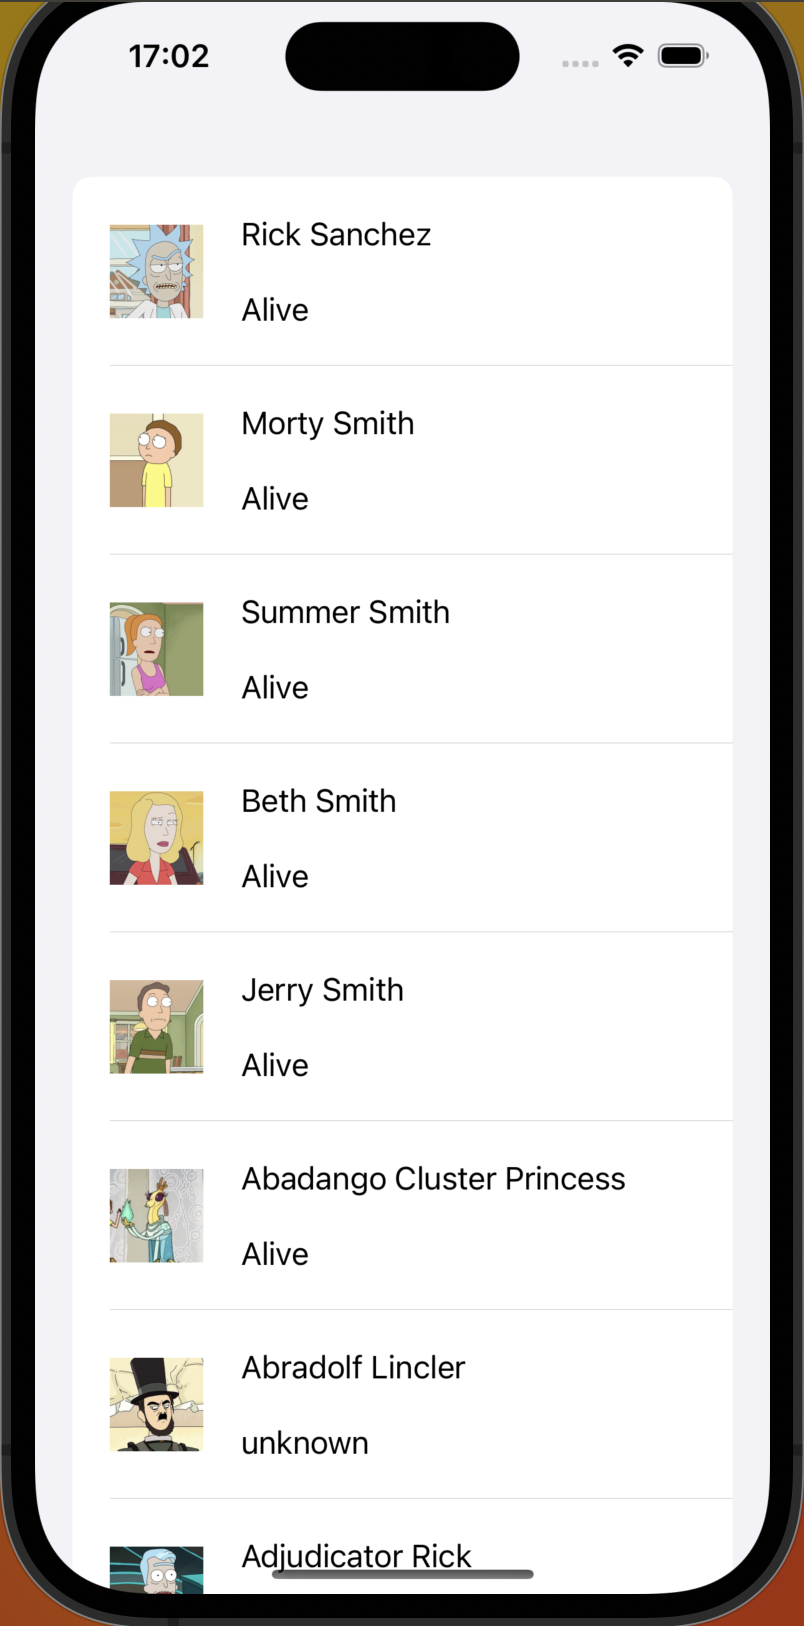 17:02
Rick Sanchez
Alive
Morty Smith
Alive
Summer Smith
Alive
Beth Smith
Alive
Jerry Smith
Alive
Abadango Cluster Princess
Alive
Abradolf Lincler
unknown
Adjudicator Rick